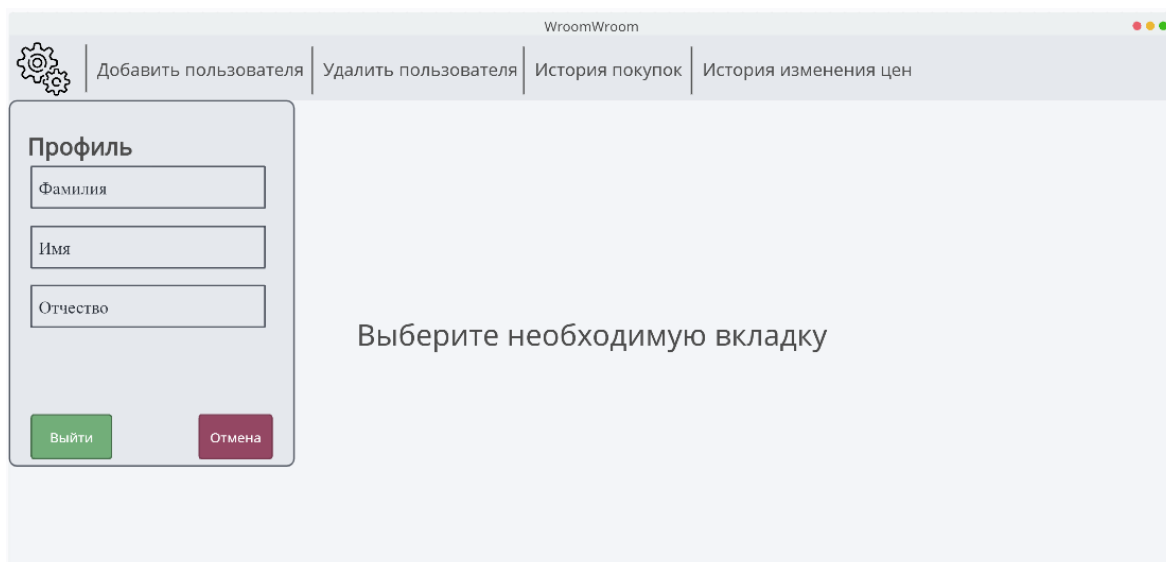 WroomWroom
Добавить пользователя Удалить пользователя История покупок История изменения цен
Профиль
Фамилия
Имя
Отчество
Выберите необходимую вкладку
Выйти Отмена